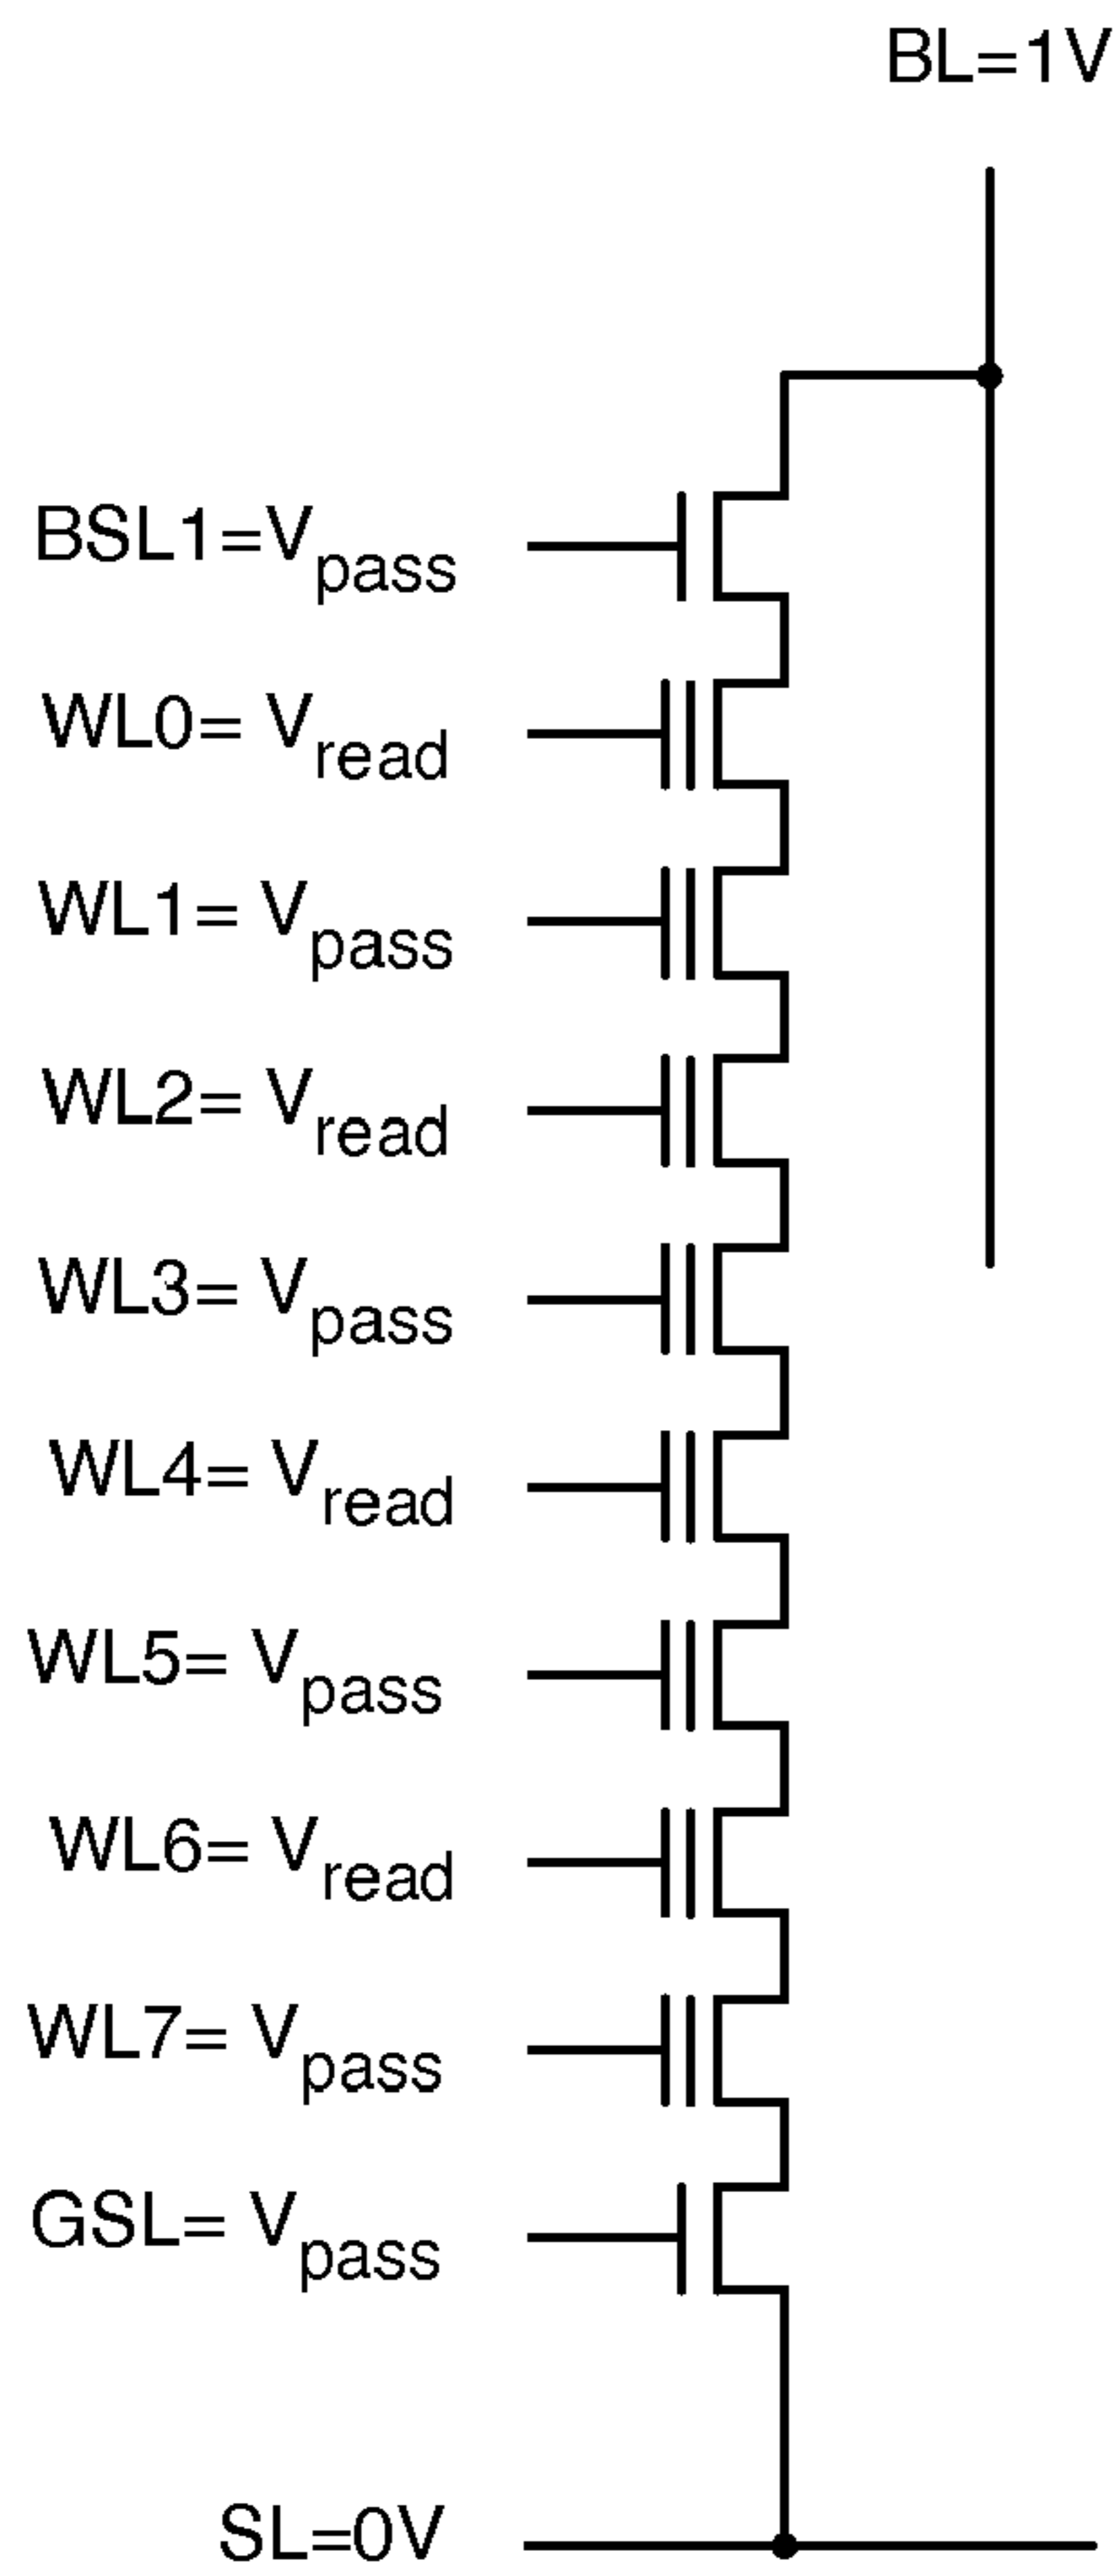 BL=1V
BSL1=Vpass
WL0= Vread
WL1= Vpass
WL2= Vread
WL3= Vpass
WL4= Vread
WL5= Vpass
WL6= Vread
WL7= Vpass
GSL= Vpass
SL=0V